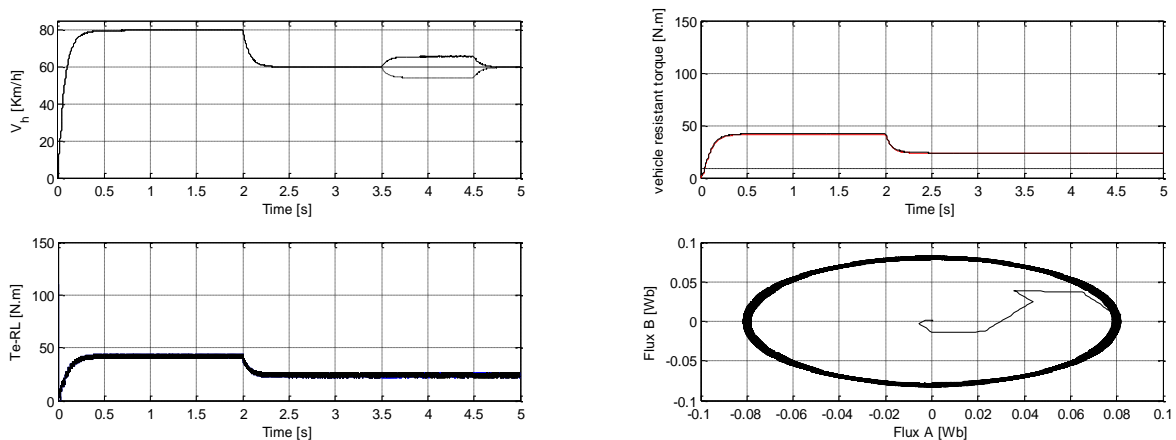 V_h [Km/h]
80
60
40
20
0
0 0.5 1 1.5 2 2.5 3 3.5 4 4.5 5
Time [s]
vehicle resistant torque [N.m]
150
100
50
0
0 0.5 1 1.5 2 2.5 3 3.5 4 4.5 5
Time [s]
Te-RL [N.m]
150
100
50
0
0 0.5 1 1.5 2 2.5 3 3.5 4 4.5 5
Time [s]
Flux B [Wb]
0.1
0.05
0
-0.05
-0.1
-0.1 -0.08 -0.06 -0.04 -0.02 0 0.02 0.04 0.06 0.08 0.1
Flux A [Wb]